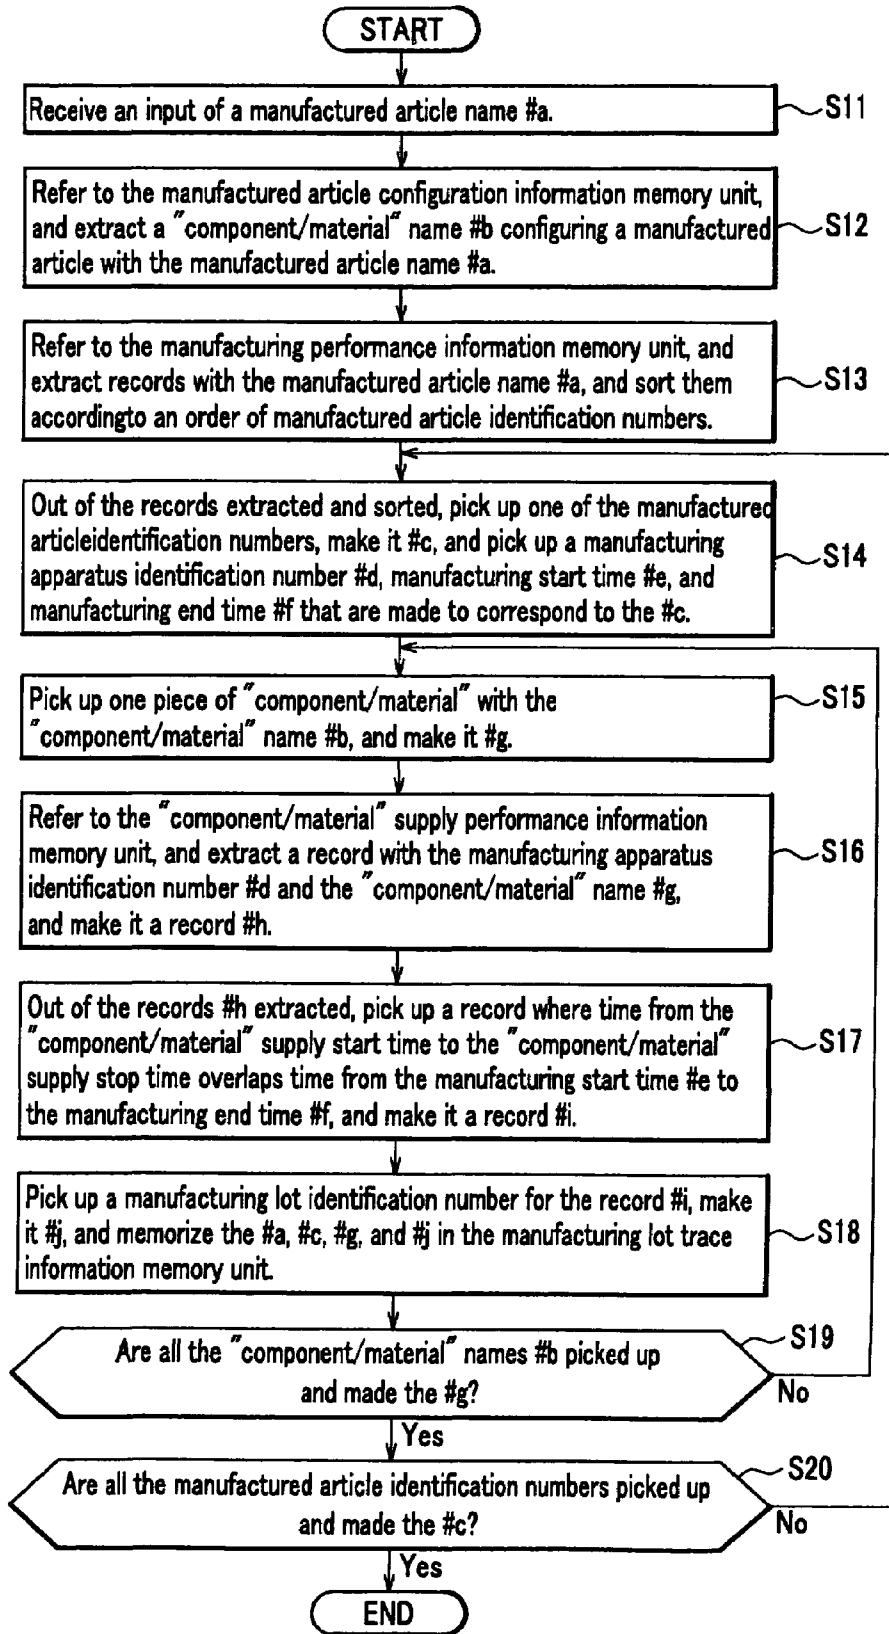 START
Receive an input of a manufactured article name #a.
S11
Refer to the manufactured article configuration information memory unit,
and extract a "component/material" name #b configuring a manufactured
article with the manufactured article name #a.
S12
Refer to the manufacturing performance information memory unit, and
extract records with the manufactured article name #a, and sort them
accordingto an order of manufactured article identification numbers.
S13
Out of the records extracted and sorted, pick up one of the manufactured
articleidentification numbers, make it #c, and pick up a manufacturing
apparatus identification number #d, manufacturing start time #e, and
manufacturing end time #f that are made to correspond to the #c.
S14
Pick up one piece of "component/material" with the
"component/material" name #b, and make it #g.
S15
Refer to the "component/material" supply performance information
memory unit, and extract a record with the manufacturing apparatus
identification number #d and the "component/material" name #g,
and make it a record #h.
S16
Out of the records #h extracted, pick up a record where time from the
"component/material" supply start time to the "component/material"
supply stop time overlaps time from the manufacturing start time #e to
the manufacturing end time #f, and make it a record #i.
S17
Pick up a manufacturing lot identification number for the record #i, make
it #j, and memorize the #a, #c, #g, and #j in the manufacturing lot trace
information memory unit.
S18
Are all the "component/material" names #b picked up
and made the #g?
S19
No
Yes
Are all the manufactured article identification numbers picked up
and made the #c?
S20
No
Yes
END